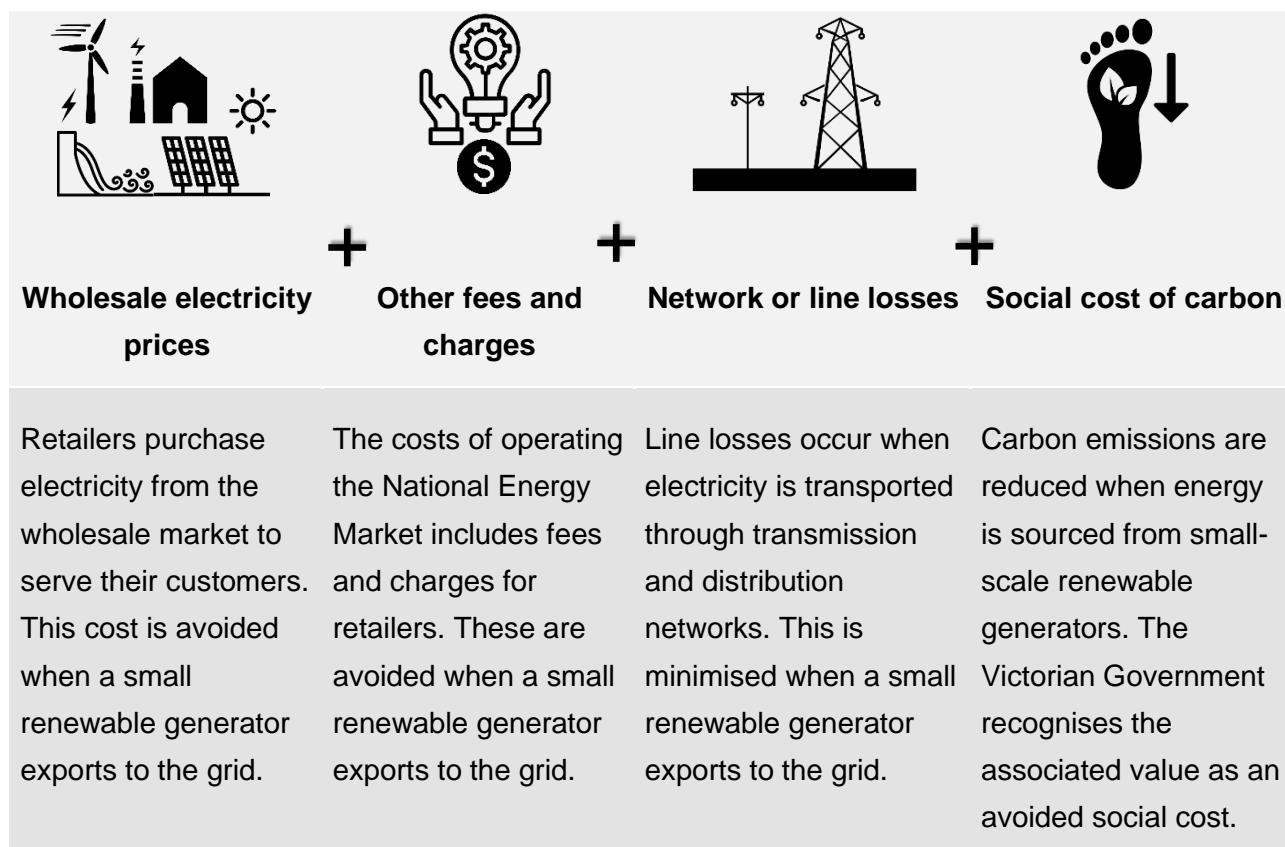 $
+
+
+
Wholesale electricity
prices
Other fees and
charges
Network or line losses
Social cost of carbon
Retailers purchase
electricity from the
wholesale market to
serve their customers.
This cost is avoided
when a small
renewable generator
exports to the grid.
The costs of operating
the National Energy
Market includes fees
and charges for
retailers. These are
avoided when a small
renewable generator
exports to the grid.
Line losses occur when
electricity is transported
through transmission
and distribution
networks. This is
minimised when a small
renewable generator
exports to the grid.
Carbon emissions are
reduced when energy
is sourced from small-
scale renewable
generators. The
Victorian Government
recognises the
associated value as an
avoided social cost.